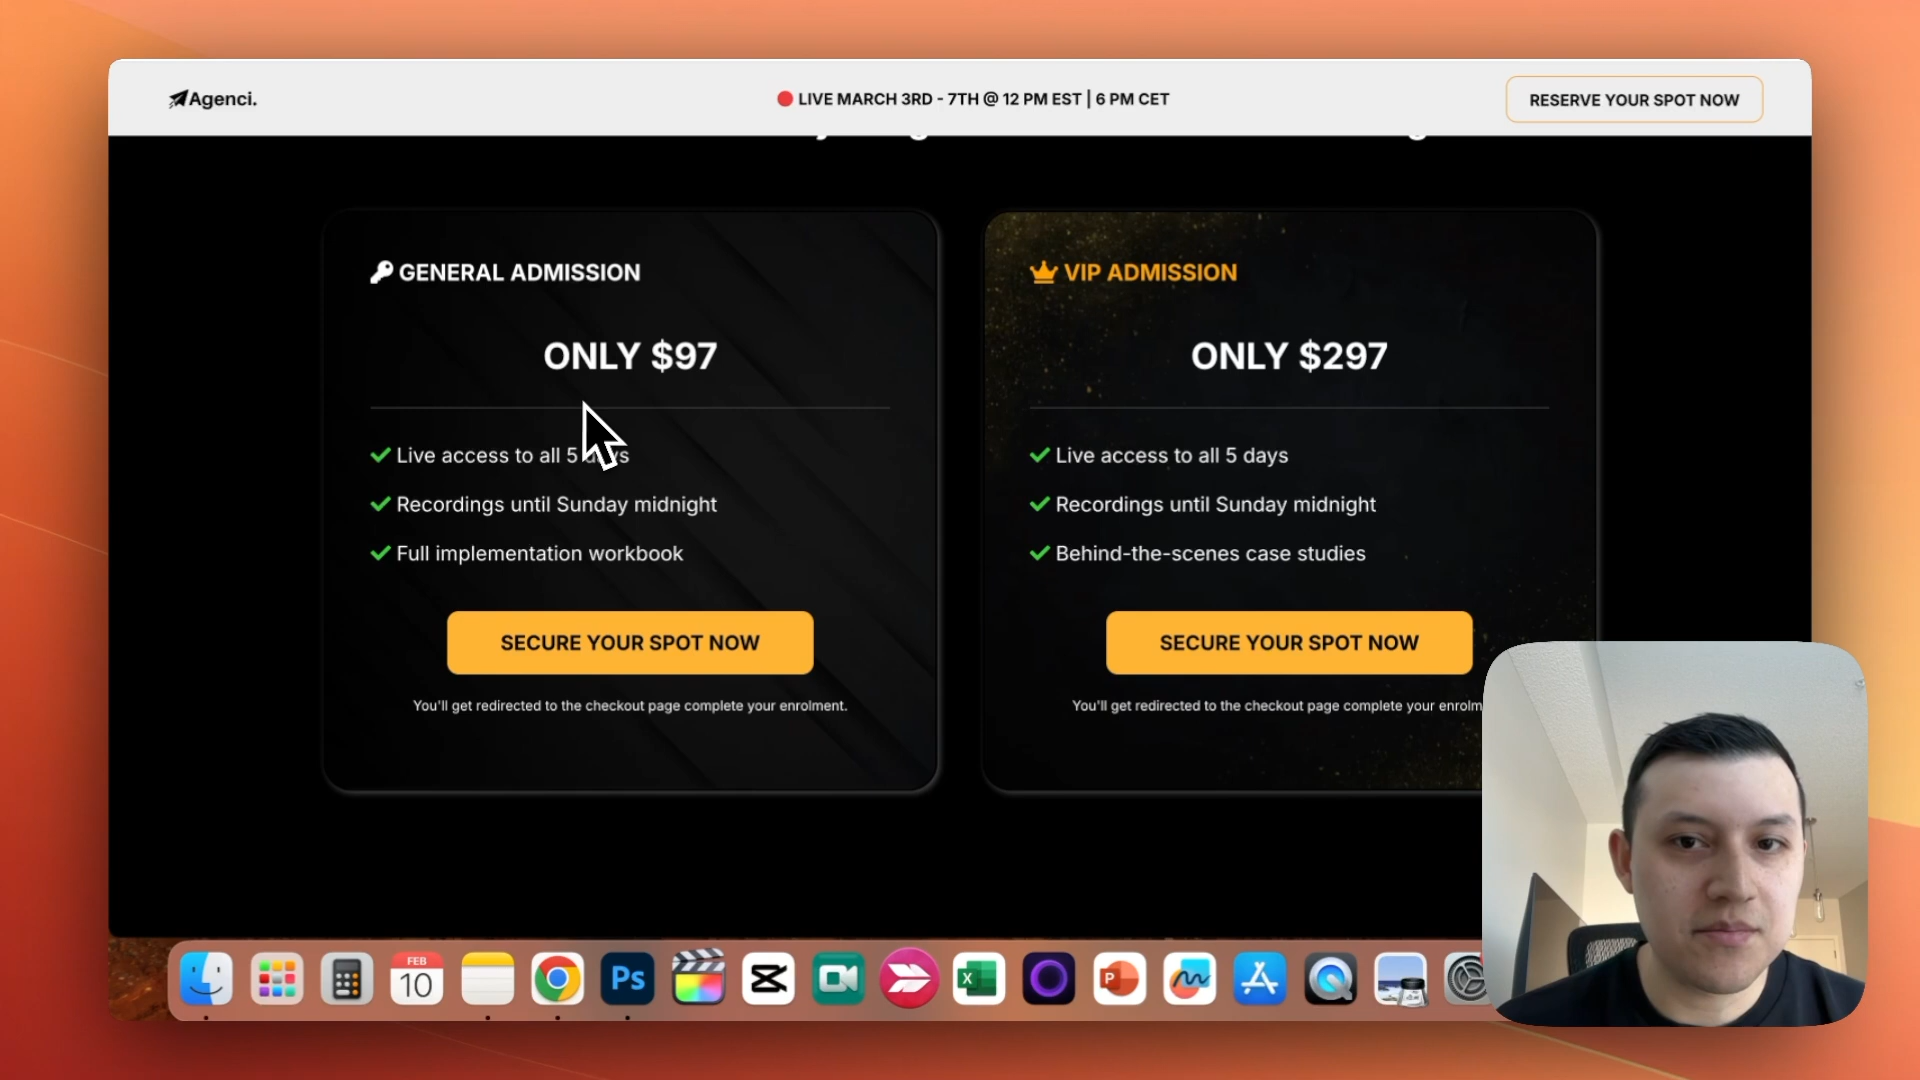 Agenci.
LIVE MARCH 3RD - 7TH @ 12 PM EST | 6 PM CET
RESERVE YOUR SPOT NOW
GENERAL ADMISSION
ONLY $97
Live access to all 5 days
Recordings until Sunday midnight
Full implementation workbook
SECURE YOUR SPOT NOW
You'll get redirected to the checkout page complete your enrolment.
VIP ADMISSION
ONLY $297
Live access to all 5 days
Recordings until Sunday midnight
Behind-the-scenes case studies
SECURE YOUR SPOT NOW
You'll get redirected to the checkout page complete your enrolm
FEB
10
Ps
X
P